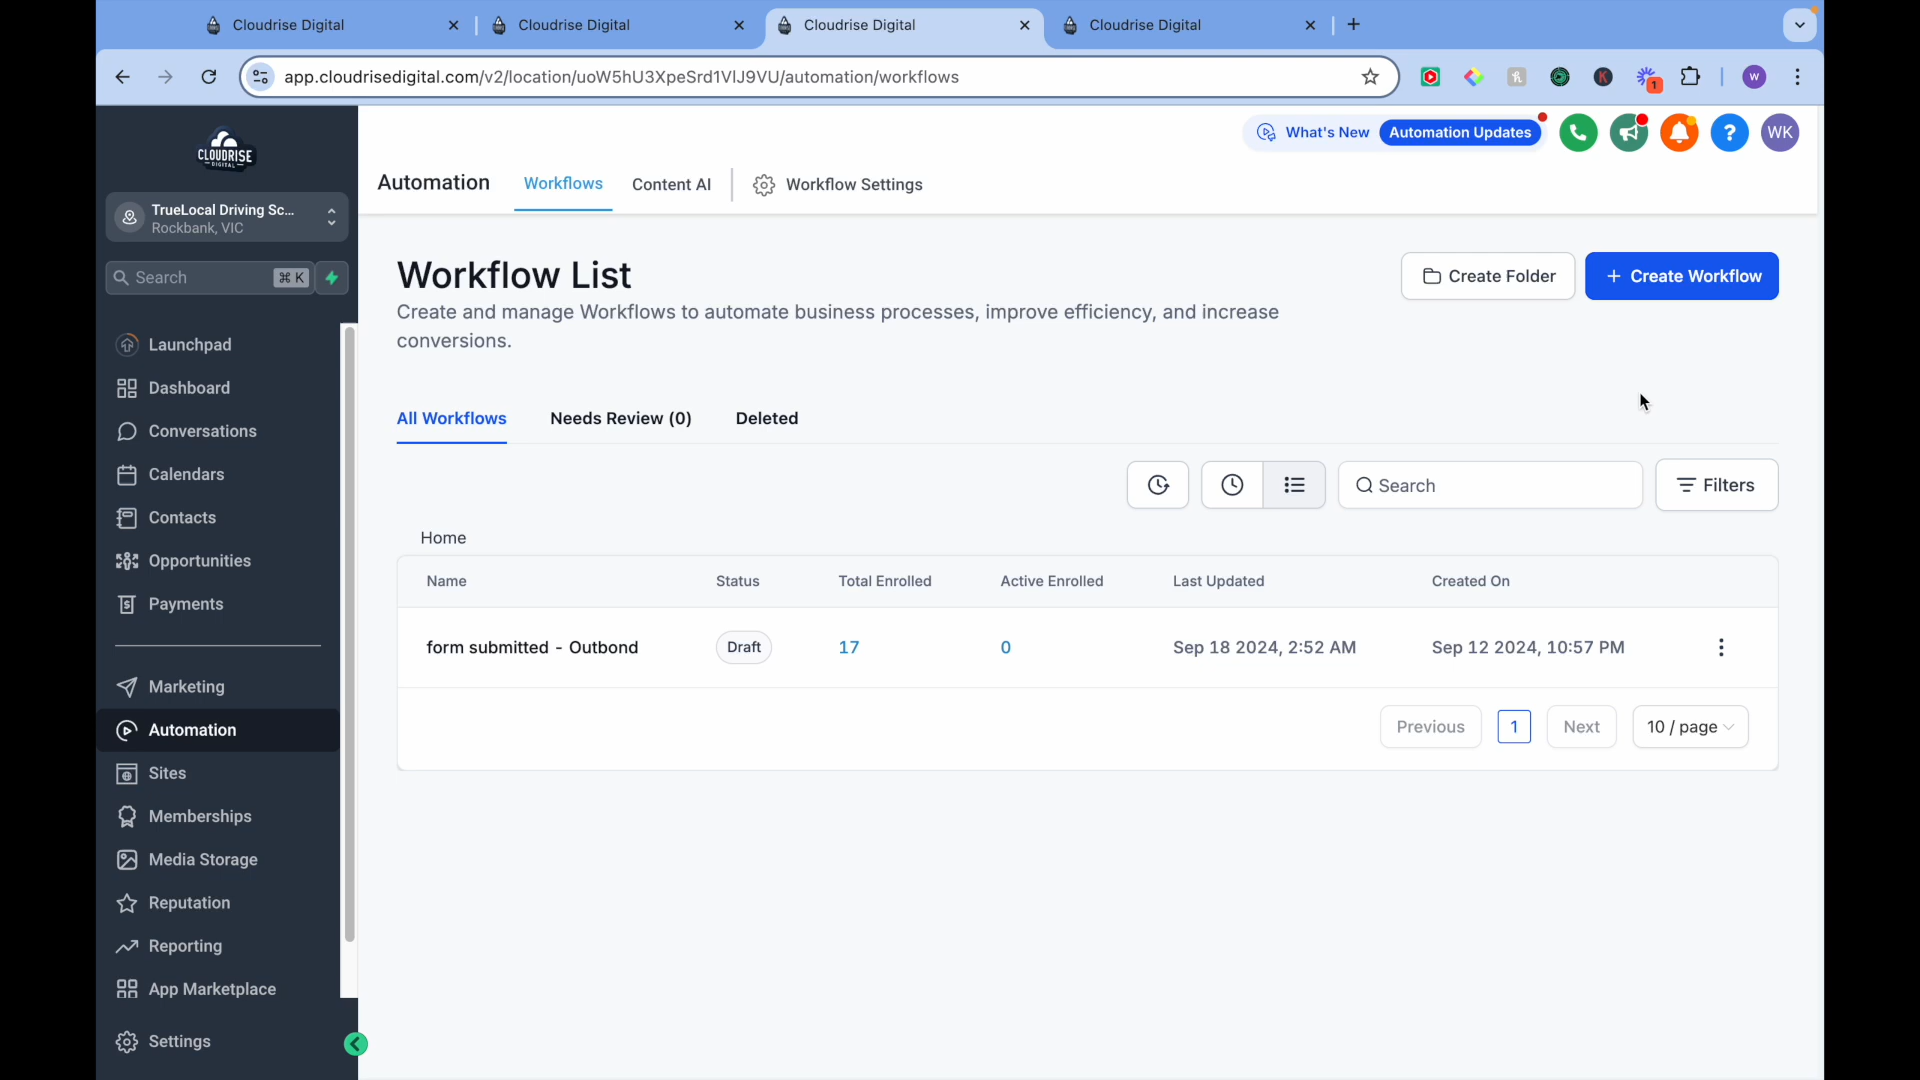 Cloudrise Digital
Cloudrise Digital
Cloudrise Digital
Cloudrise Digital
app.cloudrisedigital.com/v2/location/uoW5hU3XpeSrd1VIJ9VU/automation/workflows
1
W
CLOUDRISE
DIGITAL
What's New
Automation Updates
WK
Automation
Workflows
Content AI
Workflow Settings
TrueLocal Driving Sc...
Rockbank, VIC
Search
⌘ K
Launchpad
Dashboard
Conversations
Calendars
Contacts
Opportunities
Payments
Marketing
Automation
Sites
Memberships
Media Storage
Reputation
Reporting
App Marketplace
Settings
Workflow List
Create and manage Workflows to automate business processes, improve efficiency, and increase
conversions.
Create Folder
+ Create Workflow
All Workflows
Needs Review (0)
Deleted
Search
Filters
Home
Name Status Total Enrolled Active Enrolled Last Updated Created On
form submitted - Outbond Draft 17 0 Sep 18 2024, 2:52 AM Sep 12 2024, 10:57 PM
Previous 1 Next 10 / page